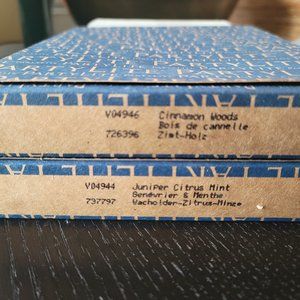 V04946 Cinnamon Woods
Bois de cannelle
726396 Zimt-Holz
V04944 Juniper Citrus Mint
Genévrier & Menthe
737797 Wacholder-Zitrus-Minze